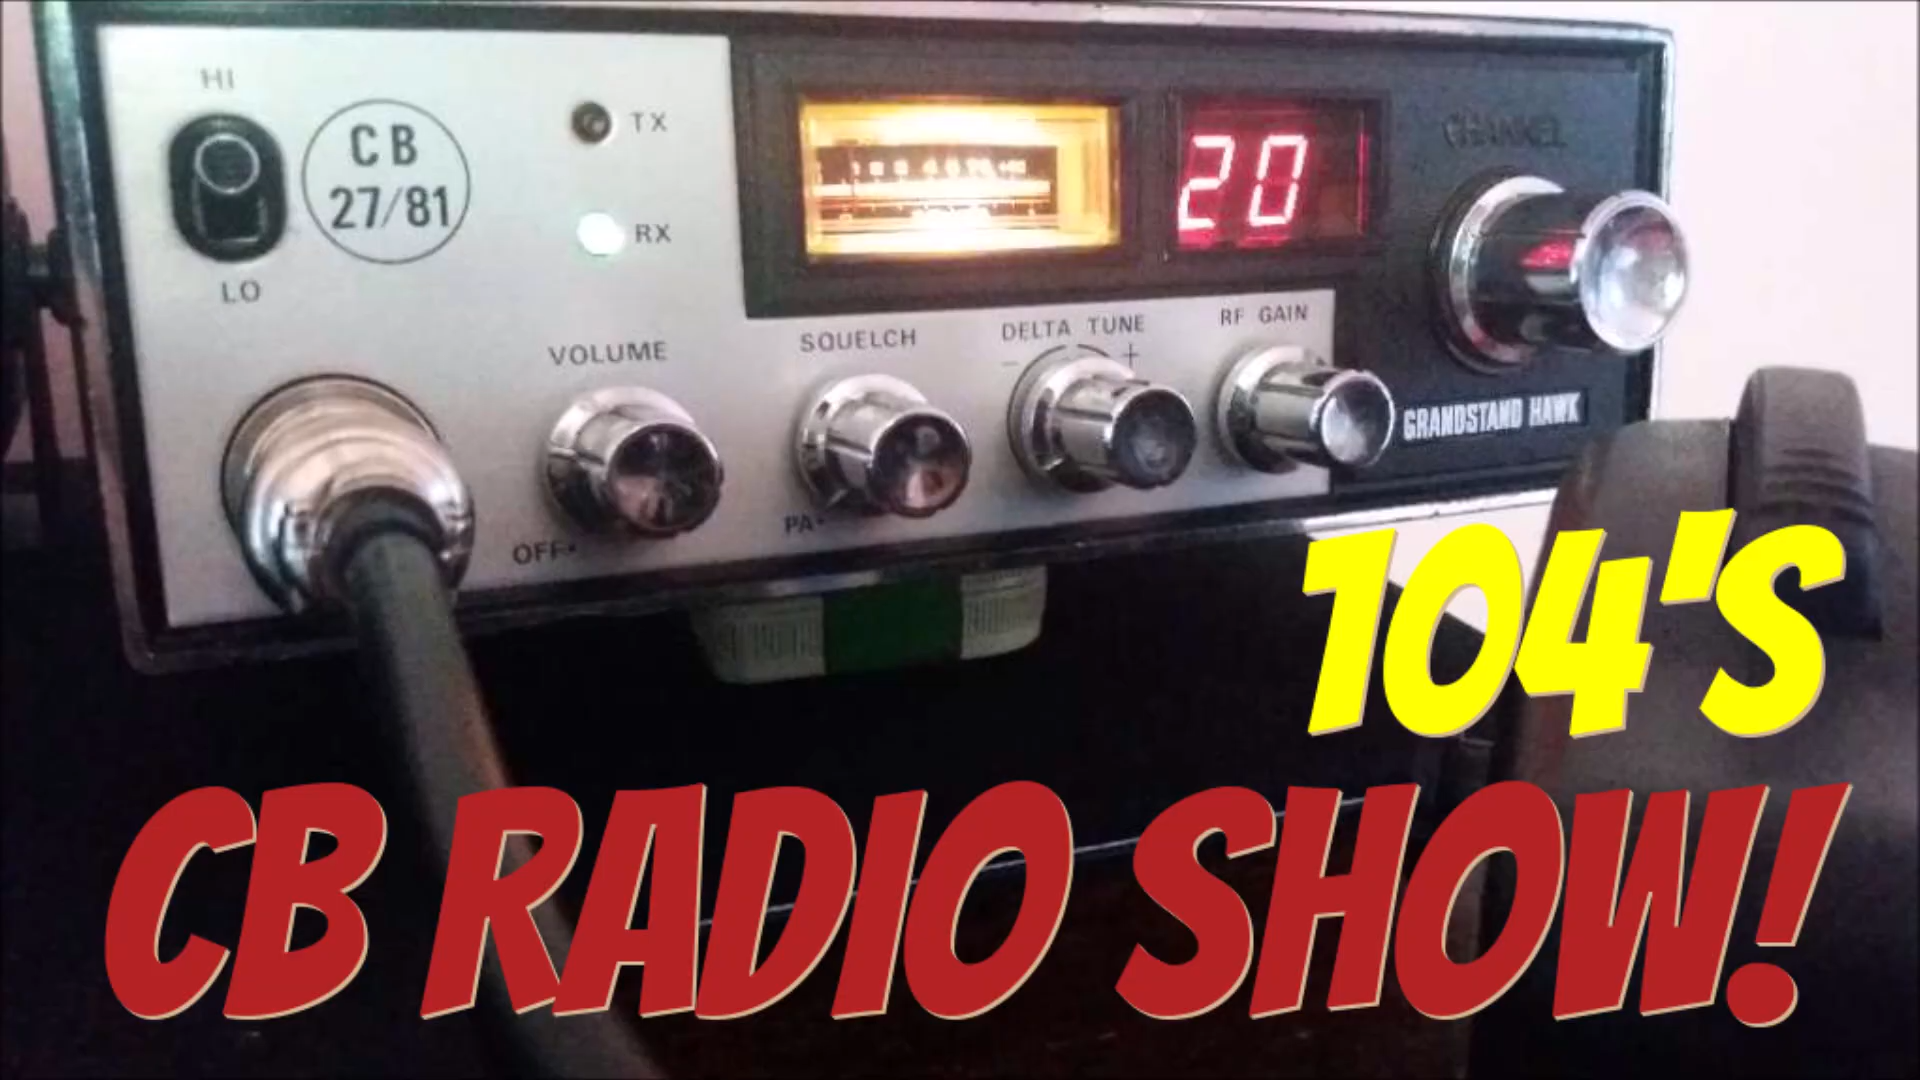 HI
CB
27/81
LO
TX
RX
20
CHANNEL
VOLUME
SQUELCH
DELTA TUNE
- +
RF GAIN
OFF•
PA•
GRANDSTAND HAWK
104'S
CB RADIO SHOW!